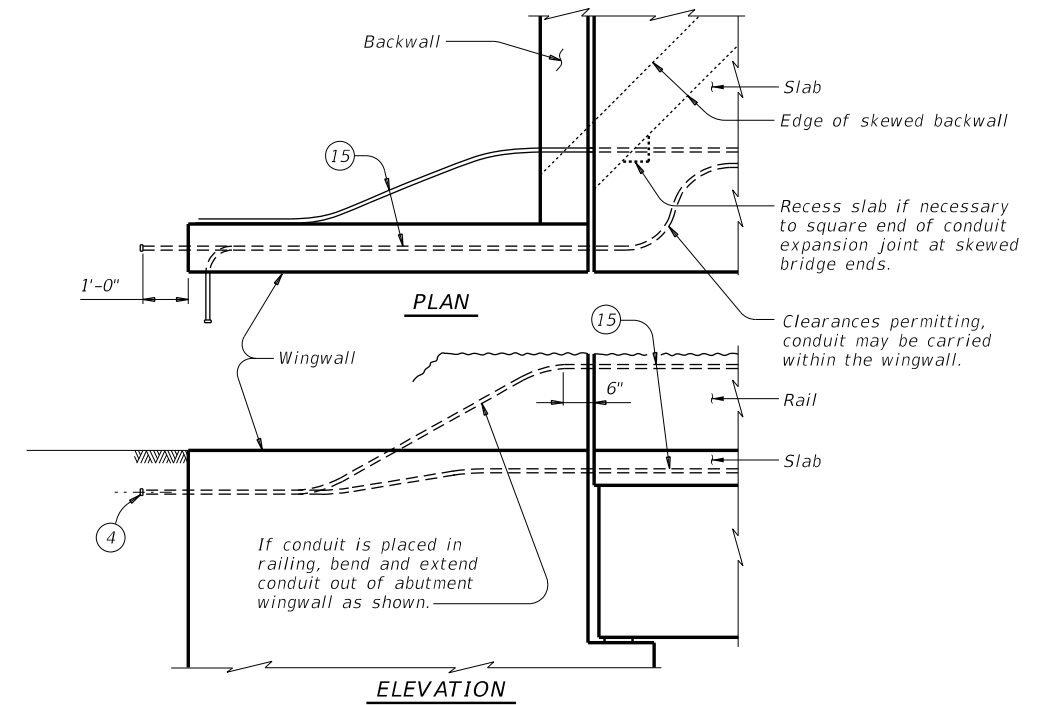 Backwall
Slab
Edge of skewed backwall
15
Recess slab if necessary
to square end of conduit
expansion joint at skewed
bridge ends.
1'-0"
PLAN
15
Clearances permitting,
conduit may be carried
within the wingwall.
Wingwall
6"
Rail
Slab
4
If conduit is placed in
railing, bend and extend
conduit out of abutment
wingwall as shown.
ELEVATION